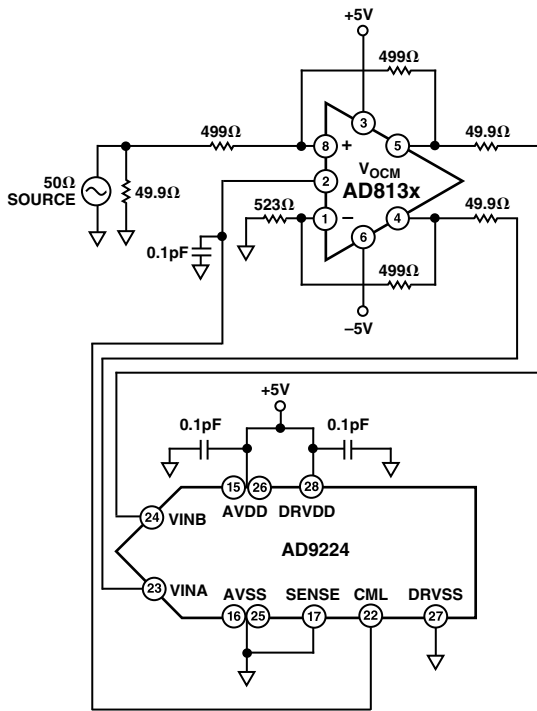 +5V
499Ω
3
5
49.9Ω
499Ω
8
+
VOCM
50Ω
SOURCE
49.9Ω
2
AD813x
523Ω
1
−
4
49.9Ω
6
0.1pF
499Ω
−5V
+5V
0.1pF
0.1pF
15
26
28
24
VINB
AVDD
DRVDD
AD9224
23
VINA
AVSS
SENSE
CML
DRVSS
16
25
17
22
27